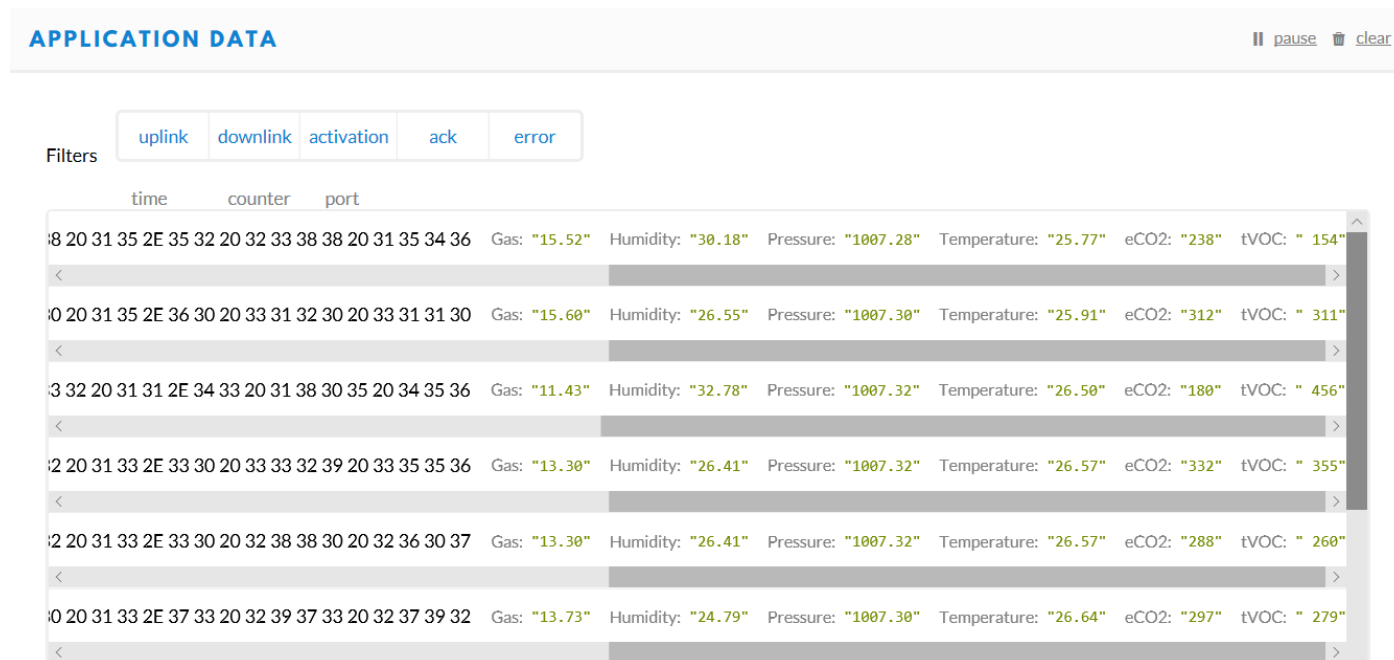 APPLICATION DATA
pause clear
Filters uplink downlink activation ack error
time counter port
38 20 31 35 2E 35 32 20 32 33 38 38 20 31 35 34 36 Gas: "15.52" Humidity: "30.18" Pressure: "1007.28" Temperature: "25.77" eCO2: "238" tVOC: " 154"
30 20 31 35 2E 36 30 20 33 31 32 30 20 33 31 31 30 Gas: "15.60" Humidity: "26.55" Pressure: "1007.30" Temperature: "25.91" eCO2: "312" tVOC: " 311"
33 32 20 31 31 2E 34 33 20 31 38 30 35 20 34 35 36 Gas: "11.43" Humidity: "32.78" Pressure: "1007.32" Temperature: "26.50" eCO2: "180" tVOC: " 456"
32 20 31 33 2E 33 30 20 33 33 32 39 20 33 35 35 36 Gas: "13.30" Humidity: "26.41" Pressure: "1007.32" Temperature: "26.57" eCO2: "332" tVOC: " 355"
32 20 31 33 2E 33 30 20 32 38 38 30 20 32 36 30 37 Gas: "13.30" Humidity: "26.41" Pressure: "1007.32" Temperature: "26.57" eCO2: "288" tVOC: " 260"
30 20 31 33 2E 37 33 20 32 39 37 33 20 32 37 39 32 Gas: "13.73" Humidity: "24.79" Pressure: "1007.30" Temperature: "26.64" eCO2: "297" tVOC: " 279"